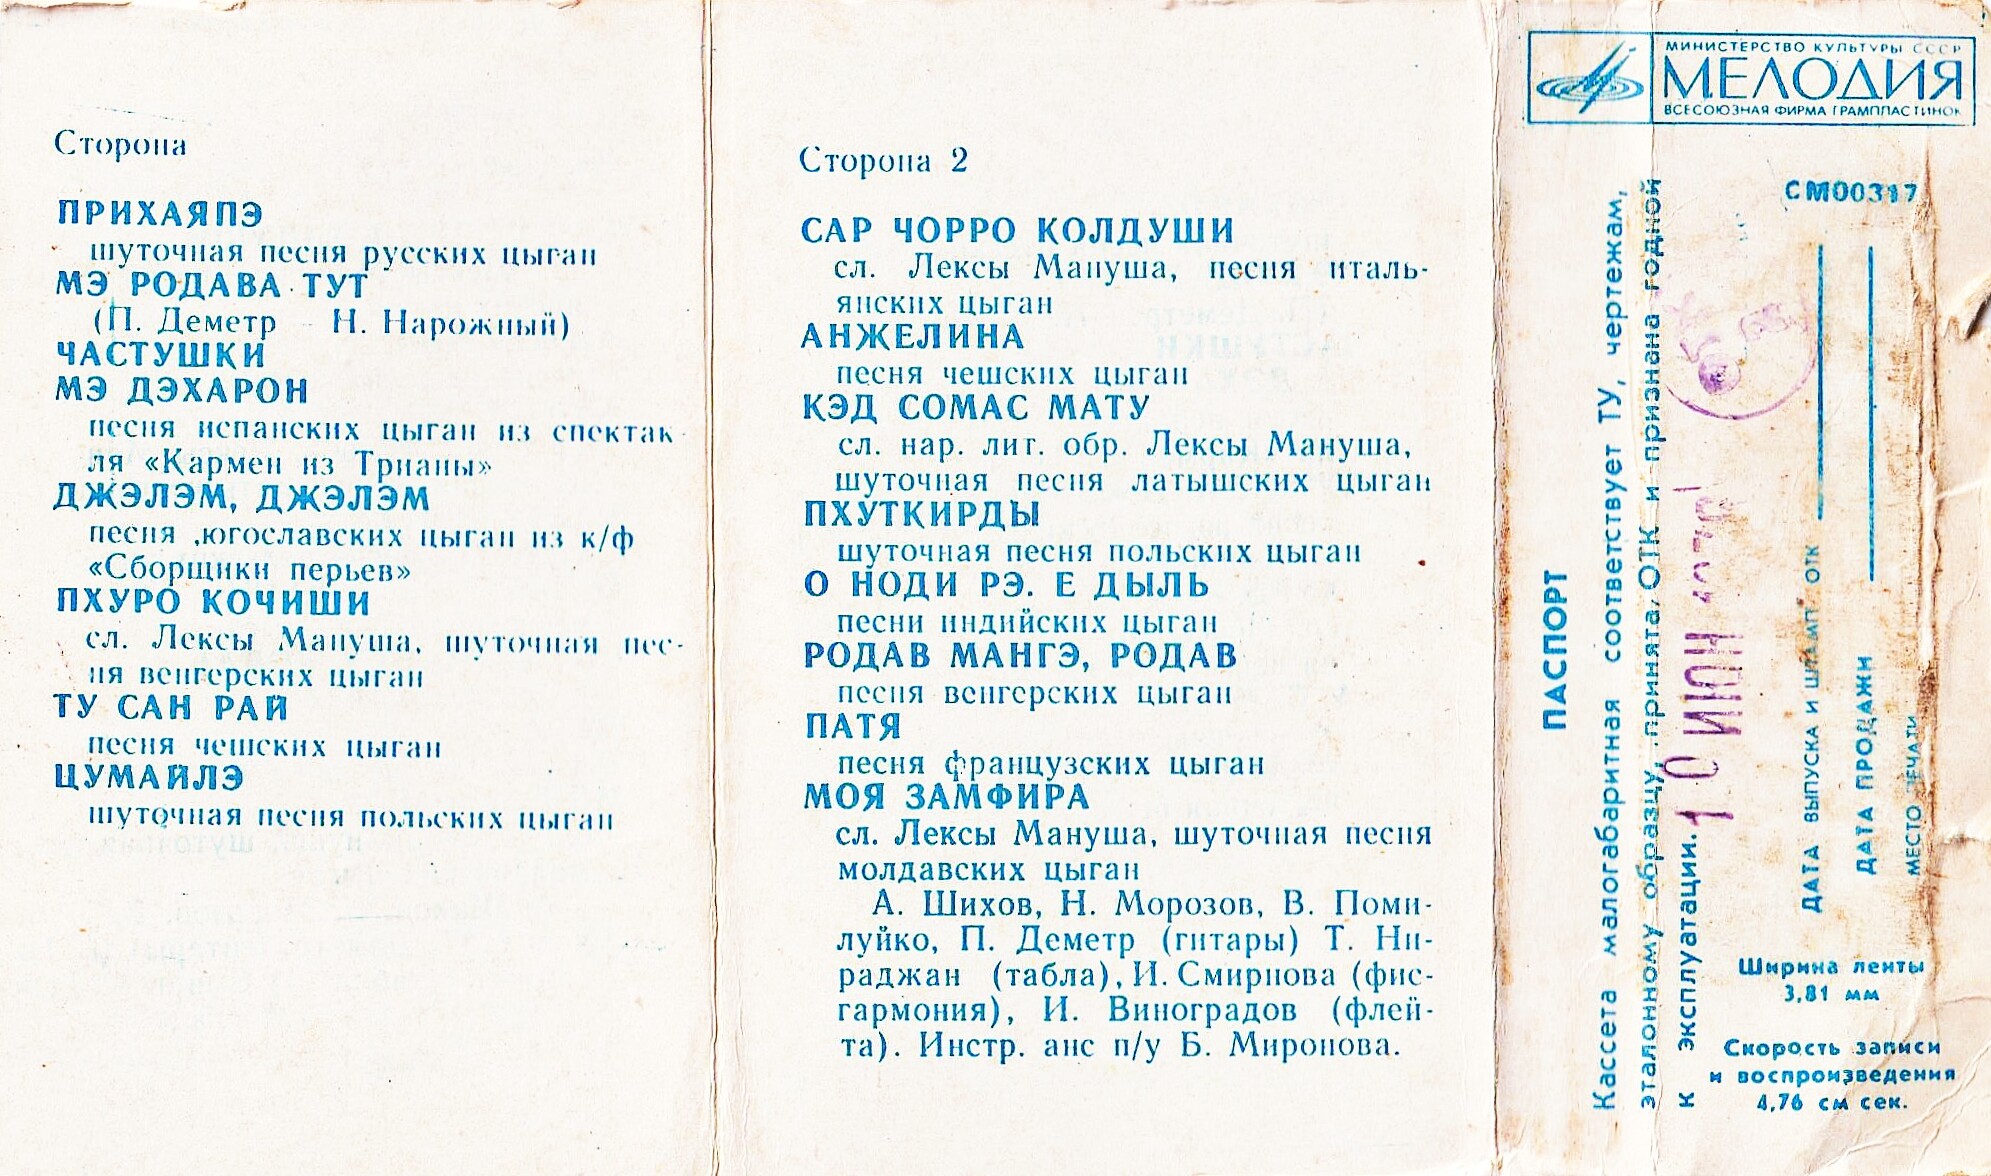 Сторона
ПРИХАЯПЭ
шуточная песня русских цыган
МЭ РОДАВА ТУТ
(П. Деметр – Н. Нарожный)
ЧАСТУШКИ
МЭ ДЭХАРОН
песня испанских цыган из спектак-
ля «Кармен из Трианы»
ДЖЭЛЭМ, ДЖЭЛЭМ
песня югославских цыган из к/ф
«Сборщики перьев»
ПХУРО КОЧИШИ
сл. Лексы Мануша, шуточная пес-
ня венгерских цыган
ТУ САН РАЙ
песня чешских цыган
ЦУМАЙЛЭ
шуточная песня польских цыган
Сторона 2
САР ЧОРРО КОЛДУШИ
сл. Лексы Мануша, песня италь-
янских цыган
АНЖЕЛИНА
песня чешских цыган
КЭД СОМАС МАТУ
сл. нар. лит. обр. Лексы Мануша,
шуточная песня латышских цыган
ПХУТКИРДЫ
шуточная песня польских цыган
О НОДИ РЭ. Е ДЫЛЬ
песни индийских цыган
РОДАВ МАНГЭ, РОДАВ
песня венгерских цыган
ПАТЯ
песня французских цыган
МОЯ ЗАМФИРА
сл. Лексы Мануша, шуточная песня
молдавских цыган
А. Шихов, Н. Морозов, В. Поми-
луйко, П. Деметр (гитары) Т. Ни-
раджан (табла), И. Смирнова (фис-
гармония), И. Виноградов (флей-
та). Инстр. анс п/у Б. Миронова.
МИНИСТЕРСТВО КУЛЬТУРЫ СССР
МЕЛОДИЯ
ВСЕСОЮЗНАЯ ФИРМА ГРАМПЛАСТИНОК
СМ00317
ПАСПОРТ
Кассета малогабаритная соответствует ТУ, чертежам,
эталонному образцу, принята ОТК и признана годной
к эксплуатации.
10 ИЮН
ДАТА ВЫПУСКА И ШТАМП ОТК
ДАТА ПРОДАЖИ
МЕСТО ПЕЧАТИ
Ширина ленты
3,81 мм
Скорость записи
и воспроизведения
4,76 см сек.